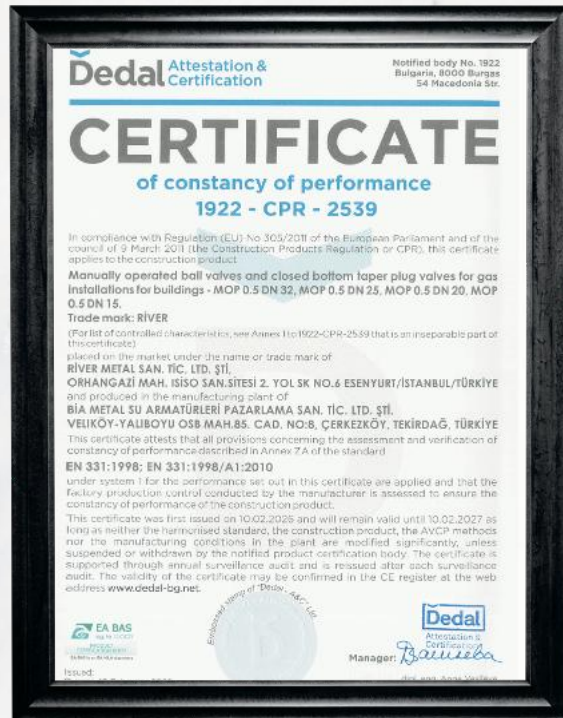 Dedal Attestation &
Certification
Notified body No. 1922
Bulgaria, 8000 Burgas
54 Macedonia Str.
CERTIFICATE
of constancy of performance
1922 - CPR - 2539
In compliance with Regulation (EU) No 305/2011 of the European Parliament and of the
council of 9 March 2011 (the Construction Products Regulation or CPR), this certificate
applies to the construction product
Manually operated ball valves and closed bottom taper plug valves for gas
installations for buildings - MOP 0.5 DN 32, MOP 0.5 DN 25, MOP 0.5 DN 20, MOP
0.5 DN 15.
Trade mark: RİVER
(For list of controlled characteristics, see Annex 1 to 1922-CPR-2539 that is an inseparable part of
this certificate)
placed on the market under the name or trade mark of
RİVER METAL SAN. TİC. LTD. ŞTİ,
ORHANGAZİ MAH. ISİSO SAN.SİTESİ 2. YOL SK NO.6 ESENYURT/İSTANBUL/TÜRKİYE
and produced in the manufacturing plant of
BİA METAL SU ARMATÜRLERİ PAZARLAMA SAN. TİC. LTD. ŞTİ.
VELIKÖY-YALIBOYU OSB MAH.85. CAD. NO:8, ÇERKEZKÖY, TEKİRDAĞ, TÜRKİYE
This certificate attests that all provisions concerning the assessment and verification of
constancy of performance described in Annex ZA of the standard
EN 331:1998; EN 331:1998/A1:2010
under system 1 for the performance set out in this certificate are applied and that the
factory production control conducted by the manufacturer is assessed to ensure the
constancy of performance of the construction product.
This certificate was first issued on 10.02.2026 and will remain valid until 10.02.2027 as
long as neither the harmonised standard, the construction product, the AVCP methods
nor the manufacturing conditions in the plant are modified significantly, unless
suspended or withdrawn by the notified product certification body. The certificate is
supported through annual surveillance audit and is reissued after each surveillance
audit. The validity of the certificate may be confirmed in the CE register at the web
address www.dedal-bg.net.
Embossed stamp of "Dedal - A&C" Ltd.
EA BAS
Dedal
Attestation &
Certification
Manager:
Issued: